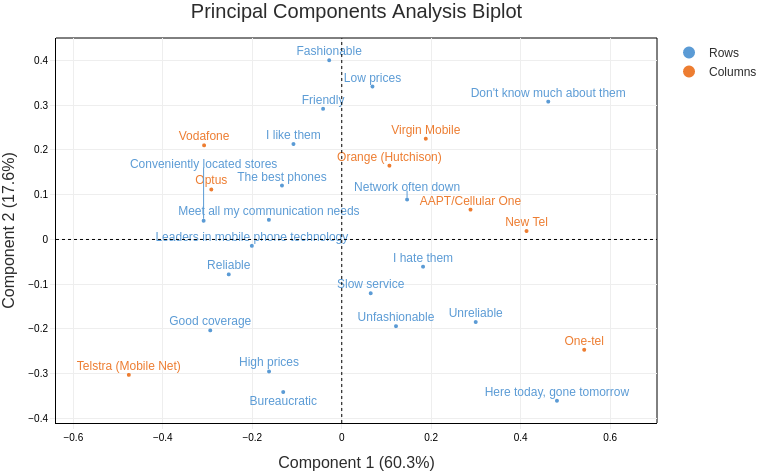 Principal Components Analysis Biplot
Rows
Columns
Fashionable
Low prices
Don't know much about them
Friendly
Vodafone
I like them
Virgin Mobile
Conveniently located stores
Orange (Hutchison)
Optus
The best phones
Network often down
Meet all my communication needs
AAPT/Cellular One
New Tel
Leaders in mobile phone technology
Reliable
I hate them
Slow service
Good coverage
Unfashionable
Unreliable
Telstra (Mobile Net)
High prices
One-tel
Bureaucratic
Here today, gone tomorrow
0.4
0.3
0.2
0.1
0
−0.1
−0.2
−0.3
−0.4
−0.6
−0.4
−0.2
0
0.2
0.4
0.6
Component 2 (17.6%)
Component 1 (60.3%)